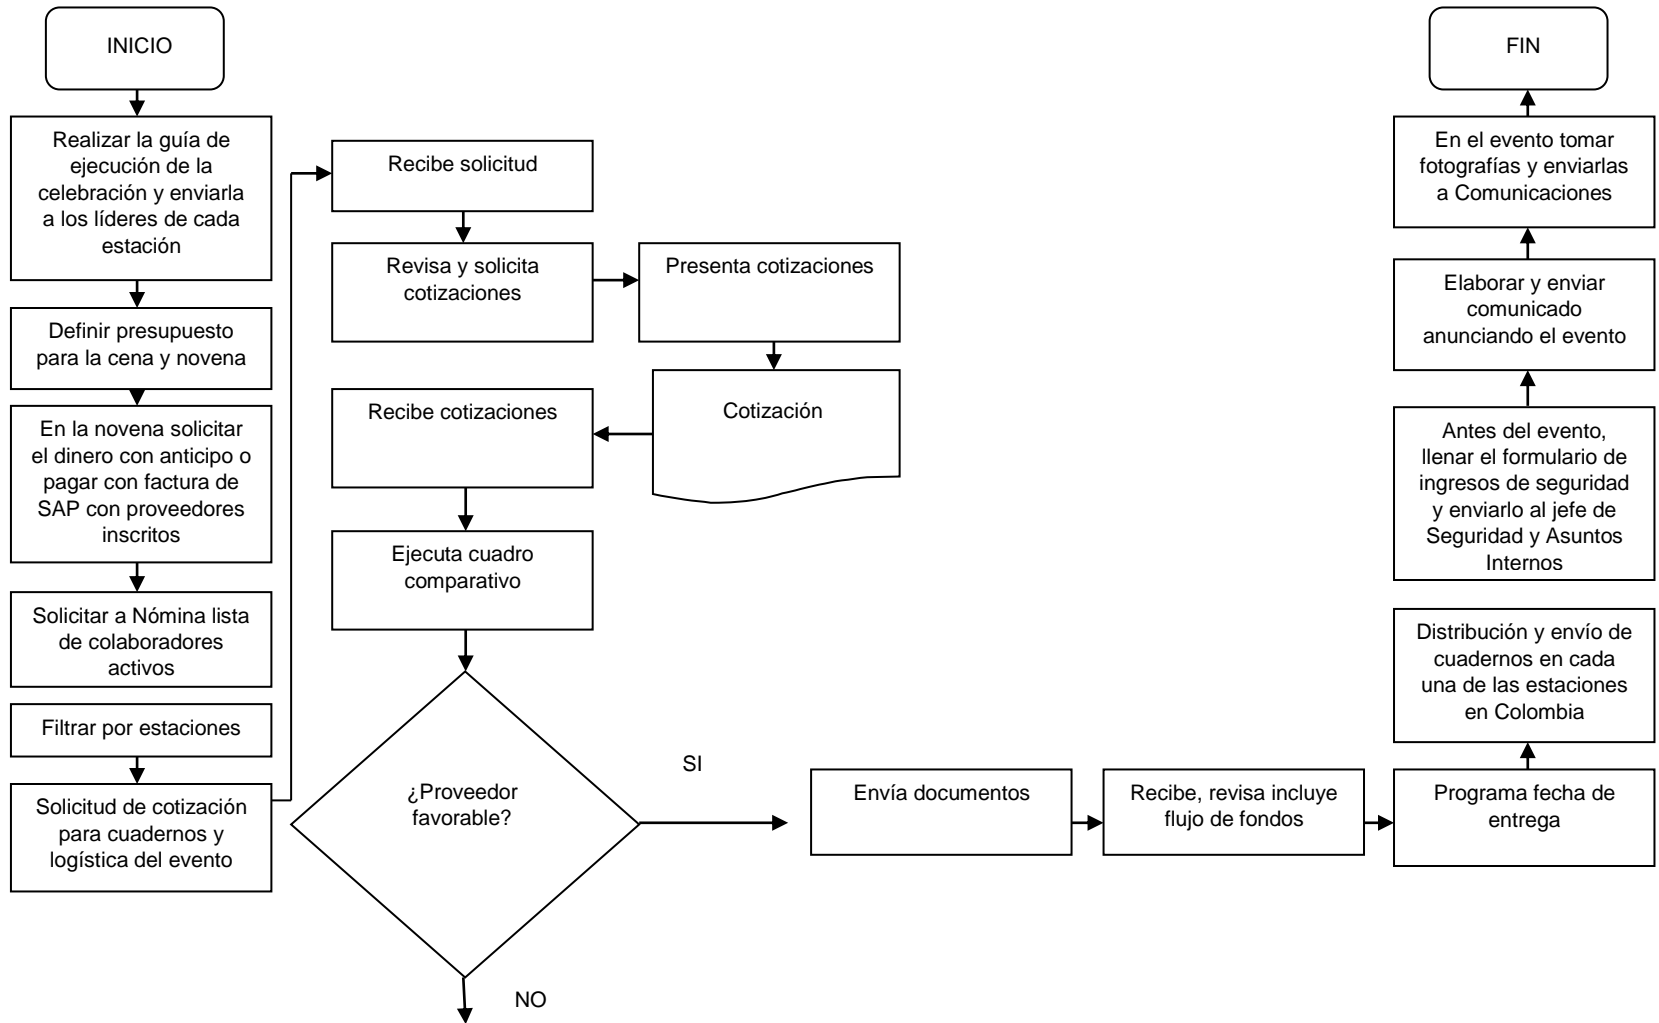 INICIO
Realizar la guía de
ejecución de la
celebración y enviarla
a los líderes de cada
estación
Definir presupuesto
para la cena y novena
En la novena solicitar
el dinero con anticipo o
pagar con factura de
SAP con proveedores
inscritos
Solicitar a Nómina lista
de colaboradores
activos
Filtrar por estaciones
Solicitud de cotización
para cuadernos y
logística del evento
Recibe solicitud
Revisa y solicita
cotizaciones
Presenta cotizaciones
Cotización
Recibe cotizaciones
Ejecuta cuadro
comparativo
¿Proveedor
favorable?
SI
NO
Envía documentos
Recibe, revisa incluye
flujo de fondos
Programa fecha de
entrega
Distribución y envío de
cuadernos en cada
una de las estaciones
en Colombia
Antes del evento,
llenar el formulario de
ingresos de seguridad
y enviarlo al jefe de
Seguridad y Asuntos
Internos
Elaborar y enviar
comunicado
anunciando el evento
En el evento tomar
fotografías y enviarlas
a Comunicaciones
FIN